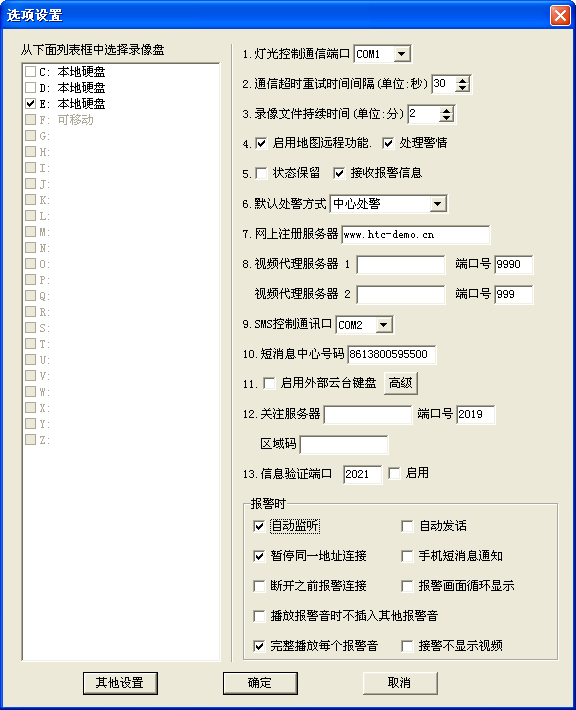 选项设置
从下面列表框中选择录像盘
C: 本地硬盘
D: 本地硬盘
E: 本地硬盘
F: 可移动
G:
H:
I:
J:
K:
L:
M:
N:
O:
P:
Q:
R:
S:
T:
U:
V:
W:
X:
Y:
Z:
1.灯光控制通信端口 COM1
2.通信超时重试时间间隔(单位:秒) 30
3.录像文件持续时间(单位:分) 2
4. 启用地图远程功能. 处理警情
5. 状态保留 接收报警信息
6.默认处警方式 中心处警
7.网上注册服务器 www.htc-demo.cn
8.视频代理服务器 1 端口号 9990
视频代理服务器 2 端口号 999
9.SMS控制通讯口 COM2
10.短消息中心号码 8613800595500
11. 启用外部云台键盘 高级
12.关注服务器 端口号 2019
区域码
13.信息验证端口 2021 启用
报警时
自动监听 自动发话
暂停同一地址连接 手机短消息通知
断开之前报警连接 报警画面循环显示
播放报警音时不插入其他报警音
完整播放每个报警音 接警不显示视频
其他设置 确定 取消